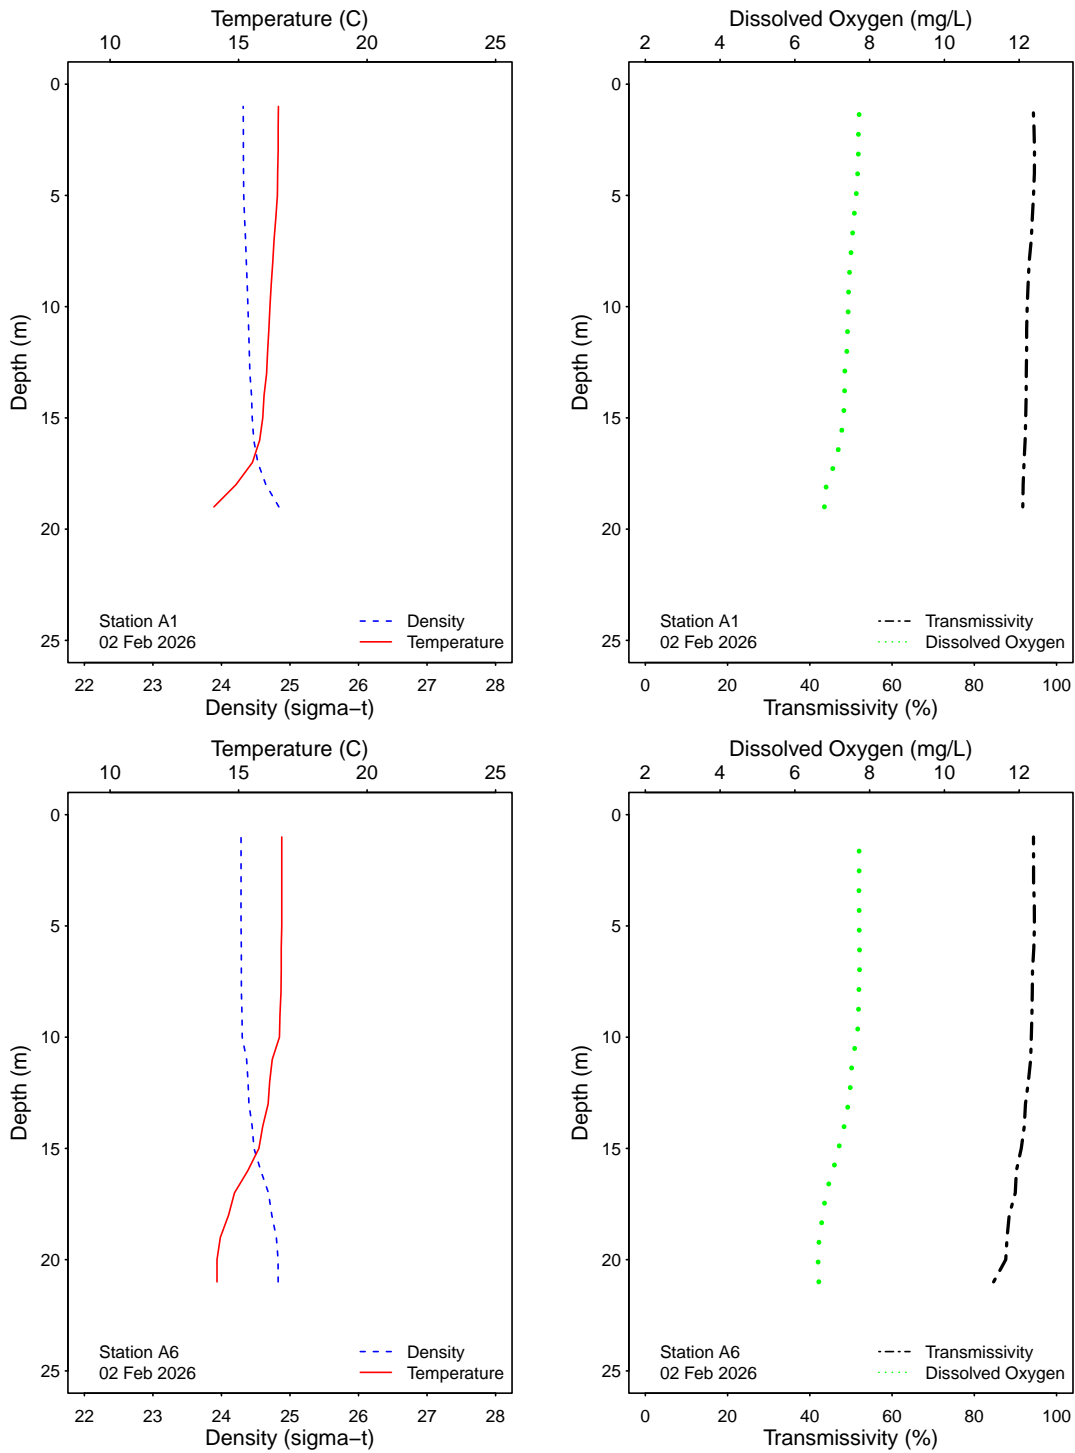 Temperature (C)
10 15 20 25
0
5
10
15
20
25
Depth (m)
Station A1
02 Feb 2026
Density
Temperature
22 23 24 25 26 27 28
Density (sigma−t)
Dissolved Oxygen (mg/L)
2 4 6 8 10 12
0
5
10
15
20
25
Depth (m)
Station A1
02 Feb 2026
Transmissivity
Dissolved Oxygen
0 20 40 60 80 100
Transmissivity (%)
Temperature (C)
10 15 20 25
0
5
10
15
20
25
Depth (m)
Station A6
02 Feb 2026
Density
Temperature
22 23 24 25 26 27 28
Density (sigma−t)
Dissolved Oxygen (mg/L)
2 4 6 8 10 12
0
5
10
15
20
25
Depth (m)
Station A6
02 Feb 2026
Transmissivity
Dissolved Oxygen
0 20 40 60 80 100
Transmissivity (%)